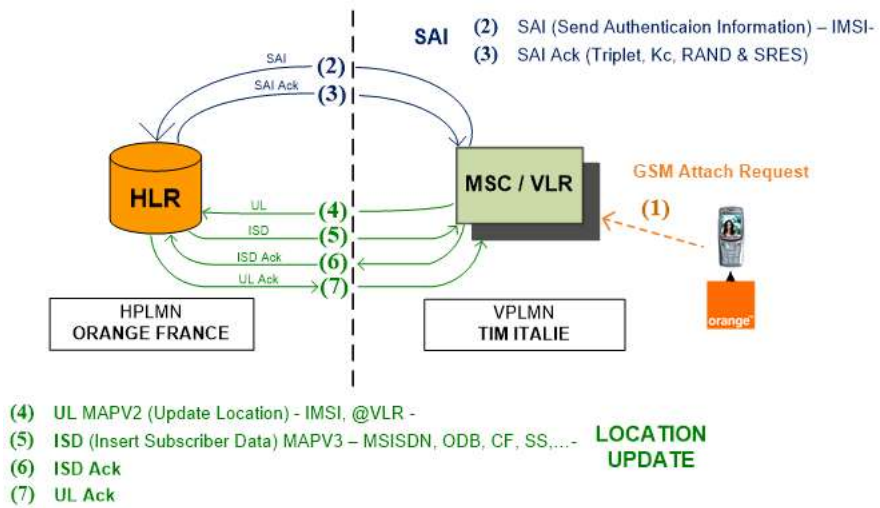 SAI
(2) SAI (Send Authenticaion Information) – IMSI-
(3) SAI Ack (Triplet, Kc, RAND & SRES)
SAI (2)
SAI Ack (3)
HLR
MSC / VLR
GSM Attach Request
(1)
UL (4)
ISD (5)
ISD Ack (6)
UL Ack (7)
HPLMN
ORANGE FRANCE
VPLMN
TIM ITALIE
orange™
(4) UL MAPV2 (Update Location) - IMSI, @VLR -
(5) ISD (Insert Subscriber Data) MAPV3 – MSISDN, ODB, CF, SS,...-
(6) ISD Ack
(7) UL Ack
LOCATION
UPDATE